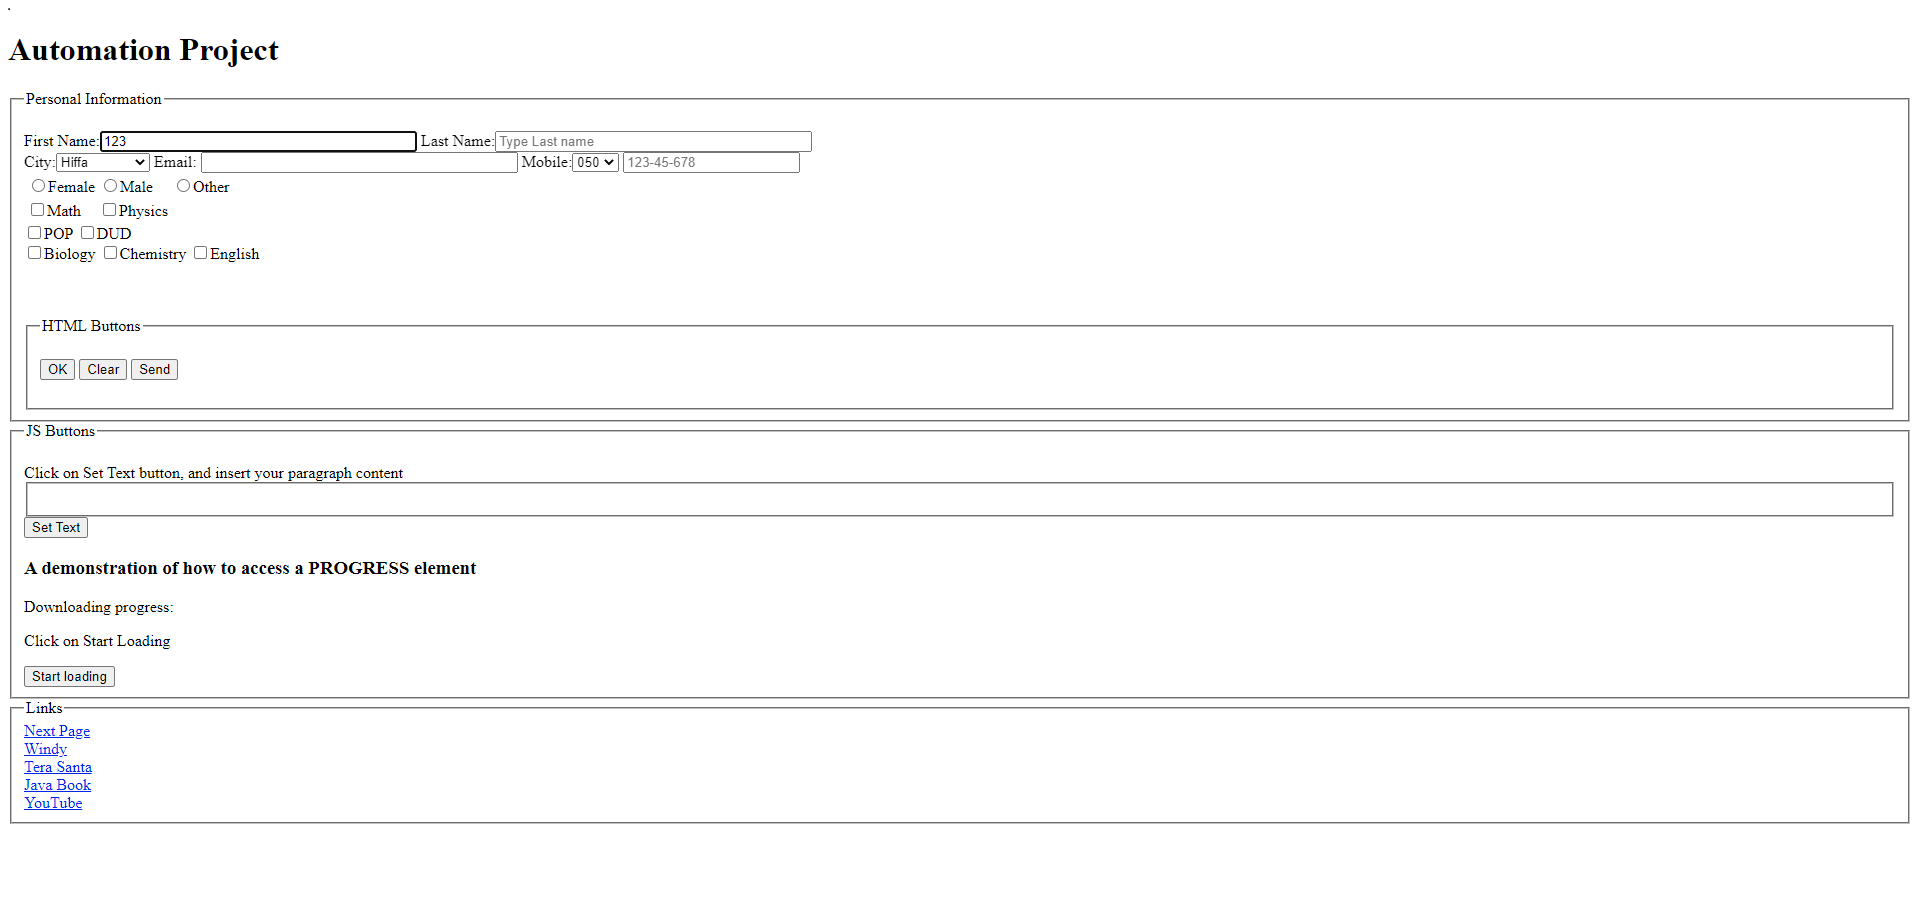 .
Automation Project
Personal Information
First Name: 123 Last Name: Type Last name
City: Hiffa Email: Mobile: 050 123-45-678
Female Male Other
Math Physics
POP DUD
Biology Chemistry English
HTML Buttons
OK Clear Send
JS Buttons
Click on Set Text button, and insert your paragraph content
Set Text
A demonstration of how to access a PROGRESS element
Downloading progress:
Click on Start Loading
Start loading
Links
Next Page
Windy
Tera Santa
Java Book
YouTube